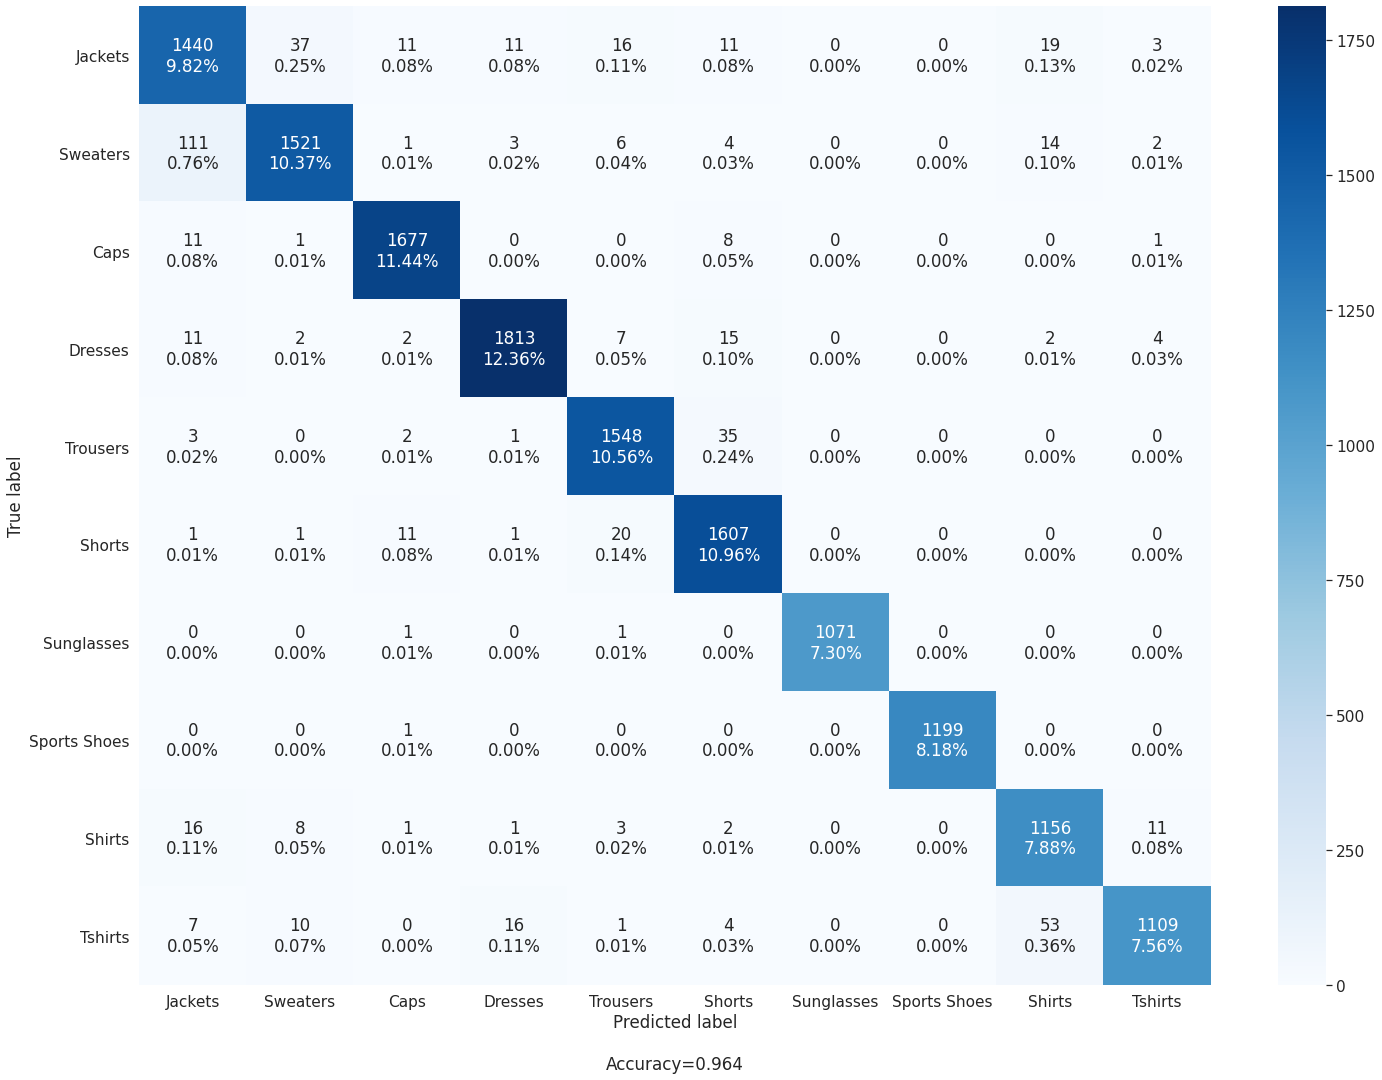 Jackets 1440 37 11 11 16 11 0 0 19 3
9.82% 0.25% 0.08% 0.08% 0.11% 0.08% 0.00% 0.00% 0.13% 0.02%
Sweaters 111 1521 1 3 6 4 0 0 14 2
0.76% 10.37% 0.01% 0.02% 0.04% 0.03% 0.00% 0.00% 0.10% 0.01%
Caps 11 1 1677 0 0 8 0 0 0 1
0.08% 0.01% 11.44% 0.00% 0.00% 0.05% 0.00% 0.00% 0.00% 0.01%
Dresses 11 2 2 1813 7 15 0 0 2 4
0.08% 0.01% 0.01% 12.36% 0.05% 0.10% 0.00% 0.00% 0.01% 0.03%
Trousers 3 0 2 1 1548 35 0 0 0 0
0.02% 0.00% 0.01% 0.01% 10.56% 0.24% 0.00% 0.00% 0.00% 0.00%
Shorts 1 1 11 1 20 1607 0 0 0 0
0.01% 0.01% 0.08% 0.01% 0.14% 10.96% 0.00% 0.00% 0.00% 0.00%
Sunglasses 0 0 1 0 1 0 1071 0 0 0
0.00% 0.00% 0.01% 0.00% 0.01% 0.00% 7.30% 0.00% 0.00% 0.00%
Sports Shoes 0 0 1 0 0 0 0 1199 0 0
0.00% 0.00% 0.01% 0.00% 0.00% 0.00% 0.00% 8.18% 0.00% 0.00%
Shirts 16 8 1 1 3 2 0 0 1156 11
0.11% 0.05% 0.01% 0.01% 0.02% 0.01% 0.00% 0.00% 7.88% 0.08%
Tshirts 7 10 0 16 1 4 0 0 53 1109
0.05% 0.07% 0.00% 0.11% 0.01% 0.03% 0.00% 0.00% 0.36% 7.56%
True label
Jackets Sweaters Caps Dresses Trousers Shorts Sunglasses Sports Shoes Shirts Tshirts
Predicted label
Accuracy=0.964
1750
1500
1250
1000
750
500
250
0